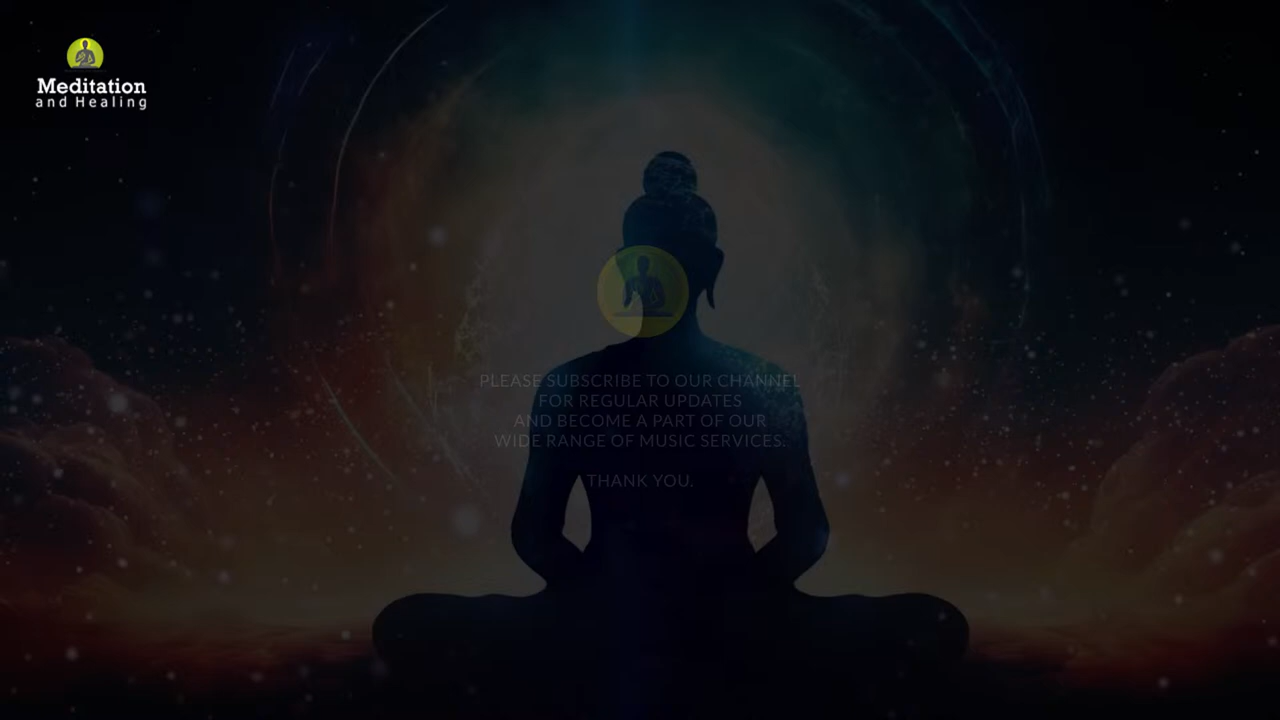 Meditation
and Healing
PLEASE SUBSCRIBE TO OUR CHANNEL
FOR REGULAR UPDATES
AND BECOME A PART OF OUR
WIDE RANGE OF MUSIC SERVICES.
THANK YOU.